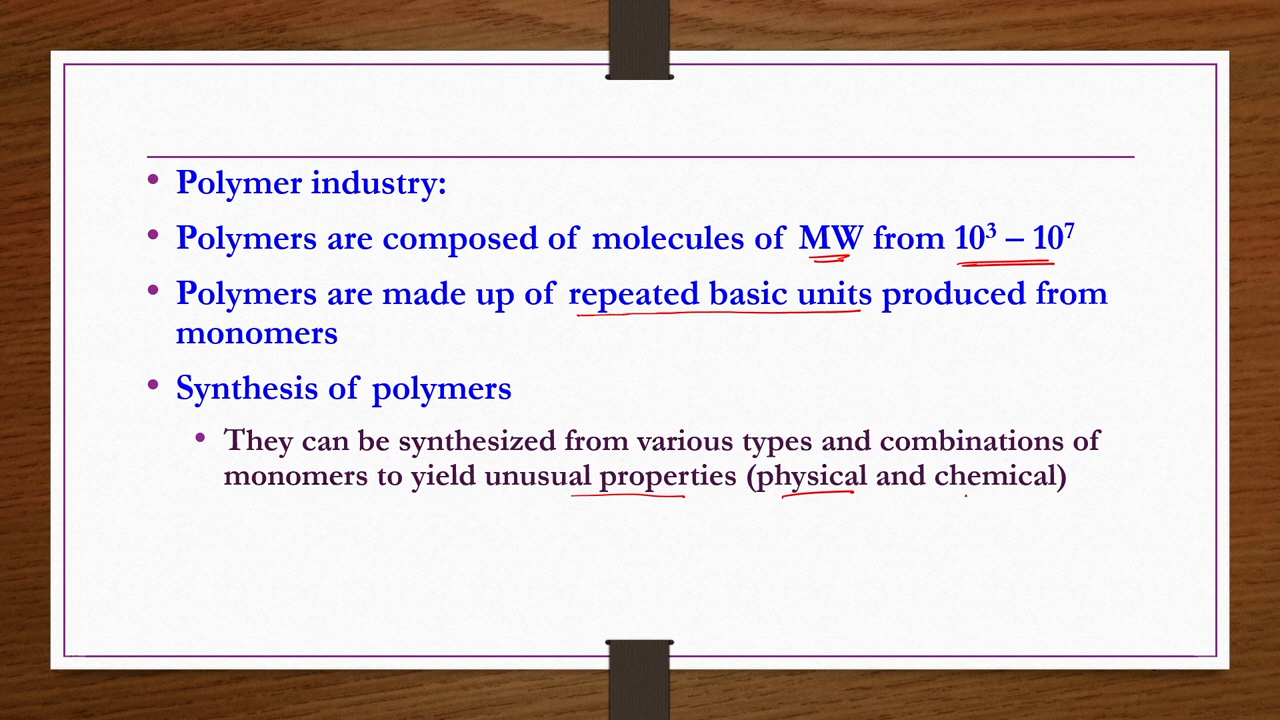 • Polymer industry:
• Polymers are composed of molecules of MW from 10³ – 10⁷
• Polymers are made up of repeated basic units produced from
monomers
• Synthesis of polymers
• They can be synthesized from various types and combinations of
monomers to yield unusual properties (physical and chemical)